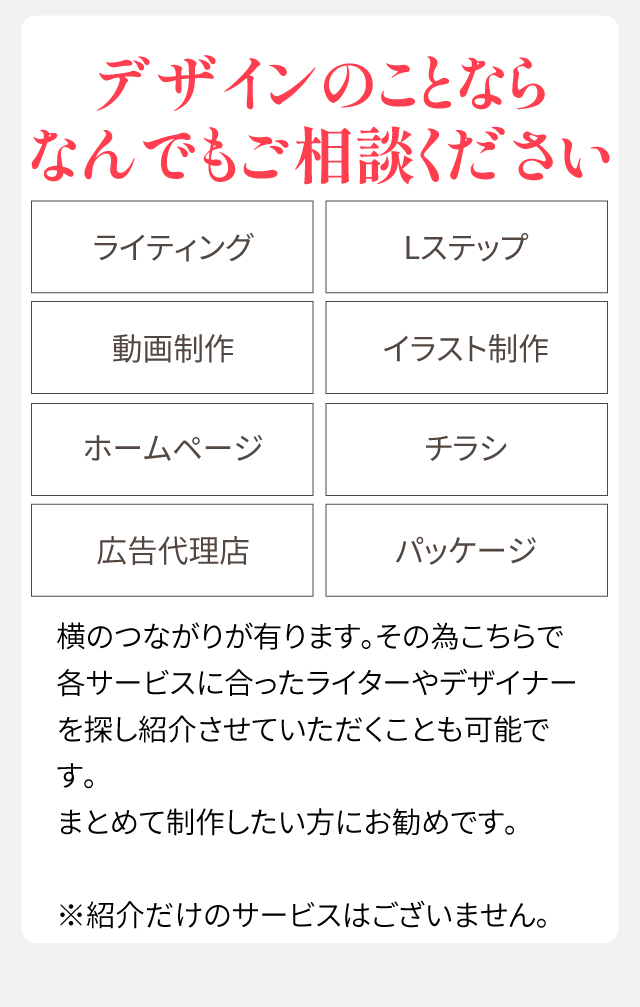 デザインのことなら
なんでもご相談ください
ライティング
Lステップ
動画制作
イラスト制作
ホームページ
チラシ
広告代理店
パッケージ
横のつながりが有ります。その為こちらで
各サービスに合ったライターやデザイナー
を探し紹介させていただくことも可能で
す。
まとめて制作したい方にお勧めです。
※紹介だけのサービスはございません。